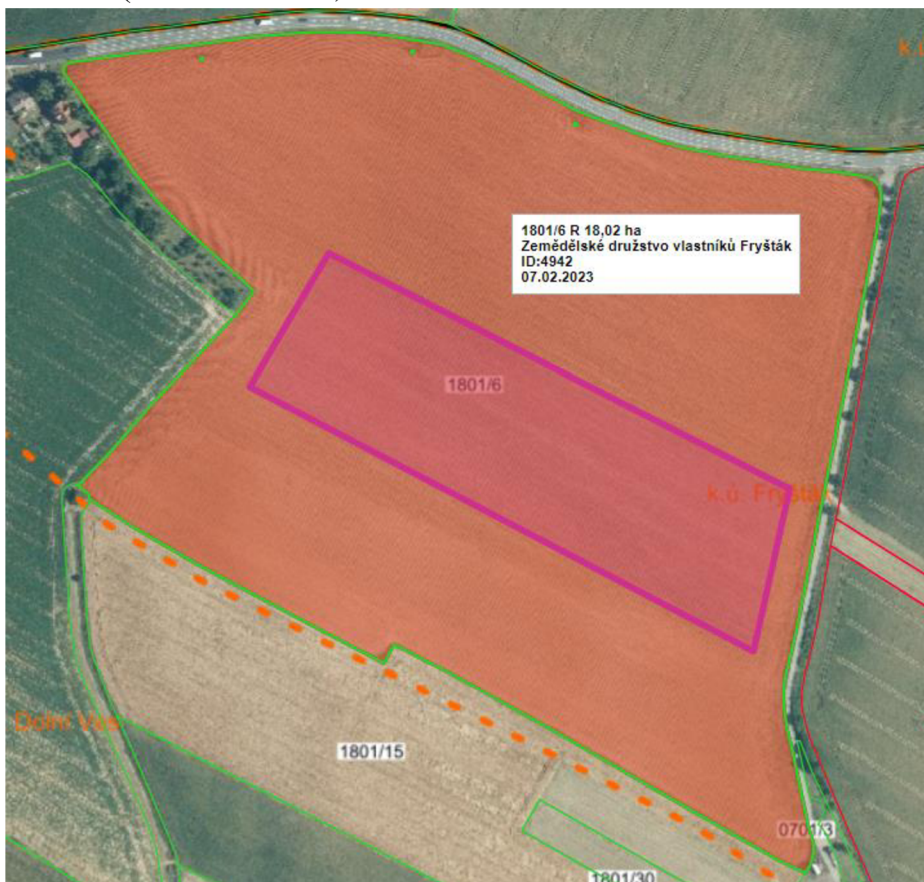 k.ú
1801/6 R 18,02 ha
Zemědělské družstvo vlastníků Fryšták
ID:4942
07.02.2023
1801/6
k.ú. Fryšták
Dolní Ves
1801/15
0701/3
1801/30